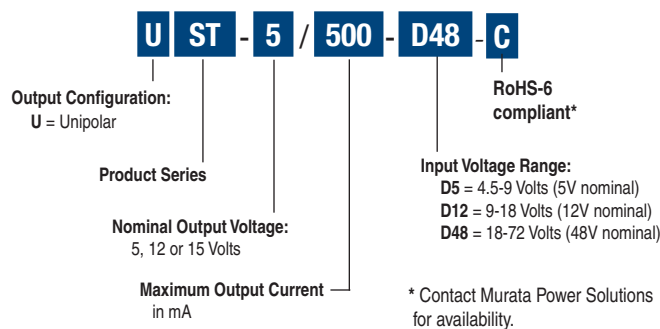 U ST - 5 / 500 - D48 - C
Output Configuration:
U = Unipolar
Product Series
Nominal Output Voltage:
5, 12 or 15 Volts
Maximum Output Current
in mA
RoHS-6
compliant*
Input Voltage Range:
D5 = 4.5-9 Volts (5V nominal)
D12 = 9-18 Volts (12V nominal)
D48 = 18-72 Volts (48V nominal)
* Contact Murata Power Solutions
for availability.